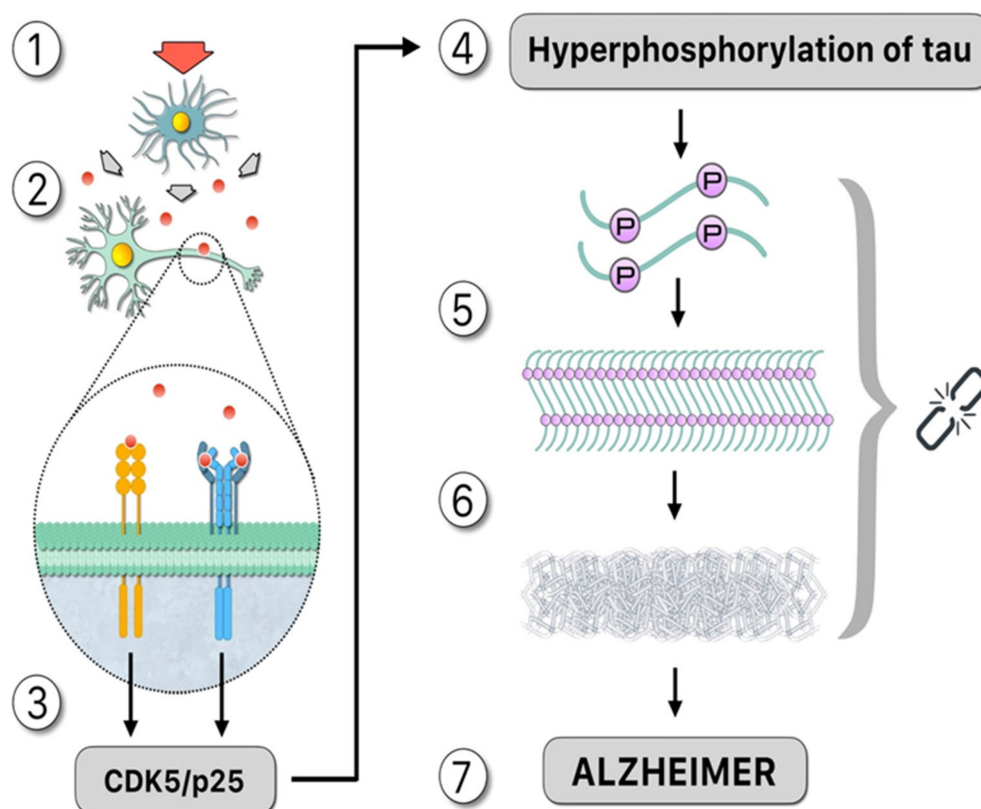 1
4
Hyperphosphorylation of tau
2
P
P
P
P
5
6
3
CDK5/p25
7
ALZHEIMER